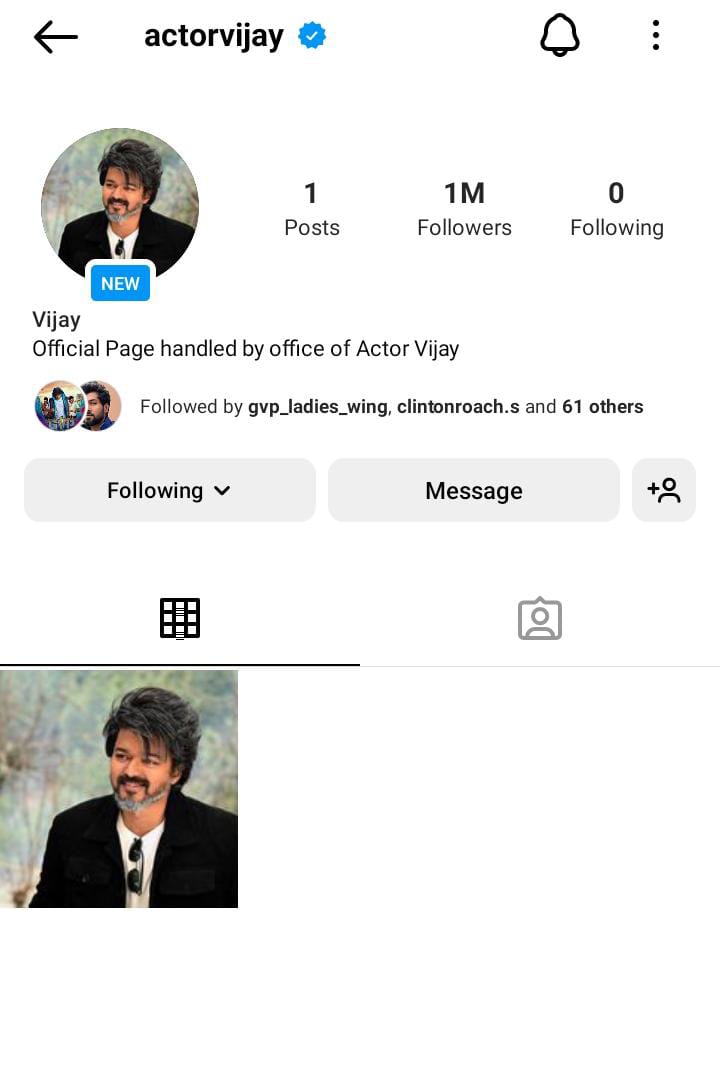 actorvijay
1 1M 0
Posts Followers Following
NEW
Vijay
Official Page handled by office of Actor Vijay
Followed by gvp_ladies_wing, clintonroach.s and 61 others
Following Message